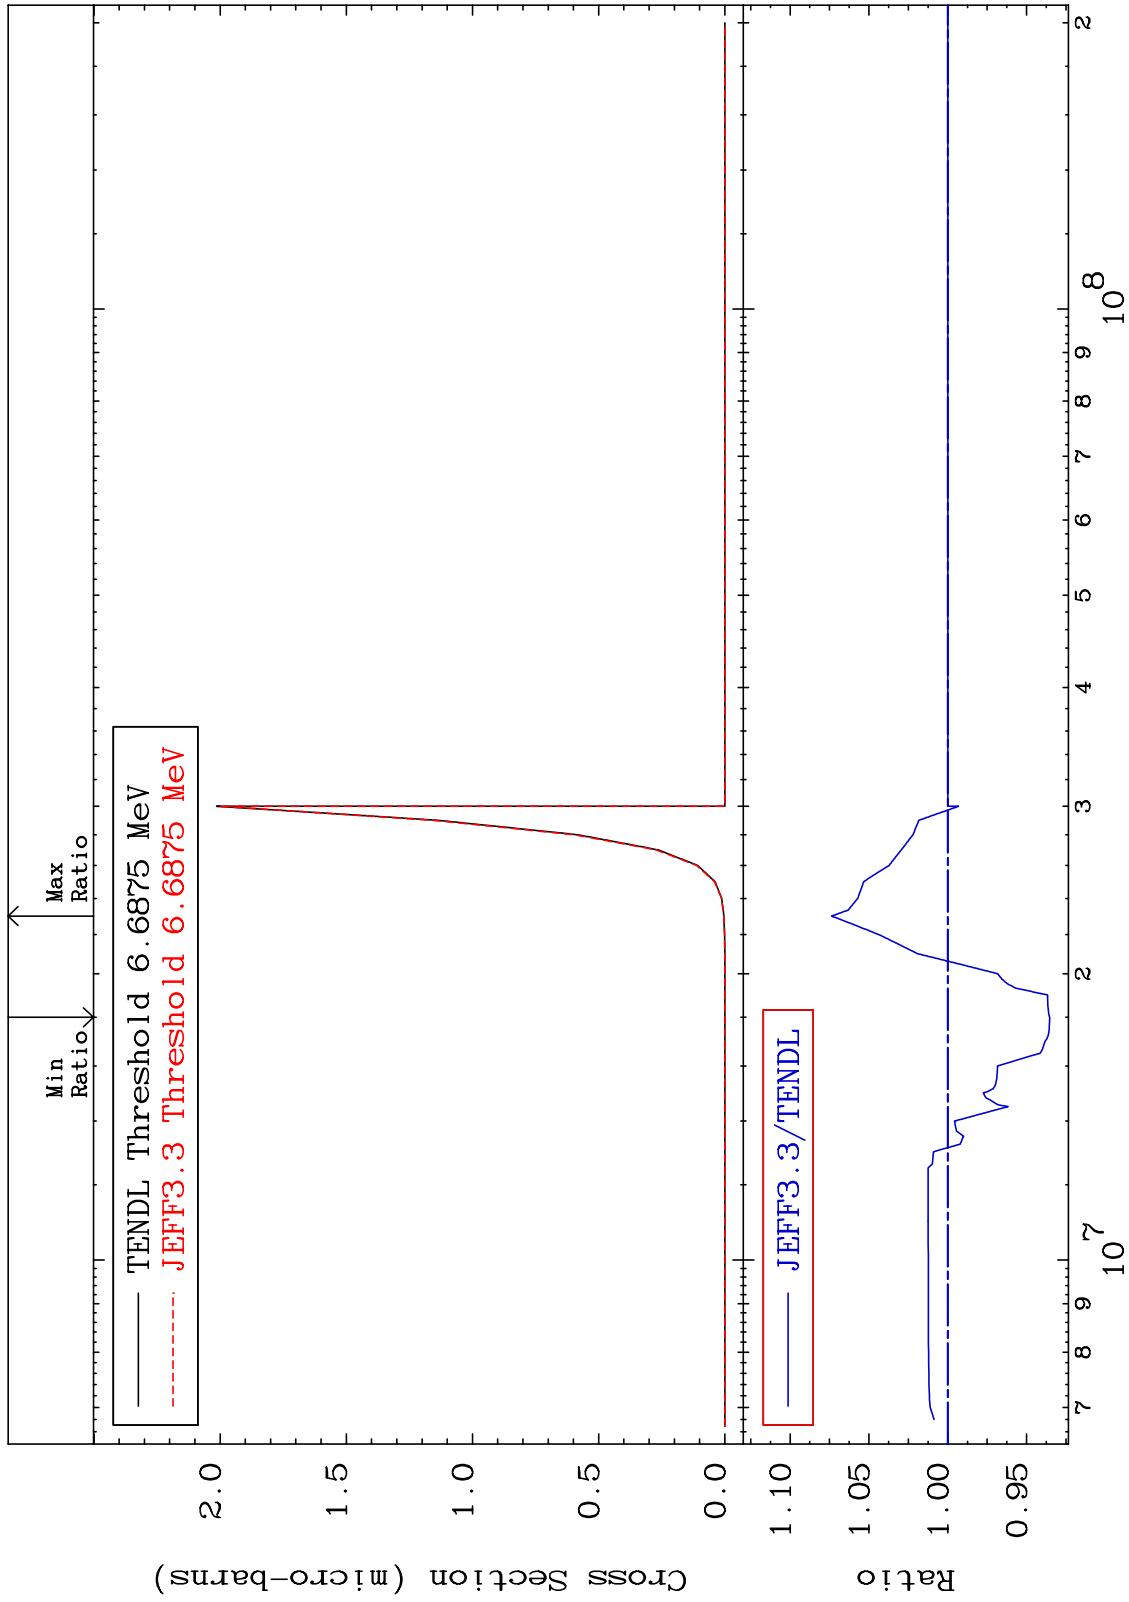 Min
Ratio
Max
Ratio
TENDL Threshold 6.6875 MeV
JEFF3.3 Threshold 6.6875 MeV
Cross Section (micro-barns)
2.0
1.5
1.0
0.5
0.0
JEFF3.3/TENDL
Ratio
1.10
1.05
1.00
0.95
7 8 9 10^7 2 3 4 5 6 7 8 9 10^8 2